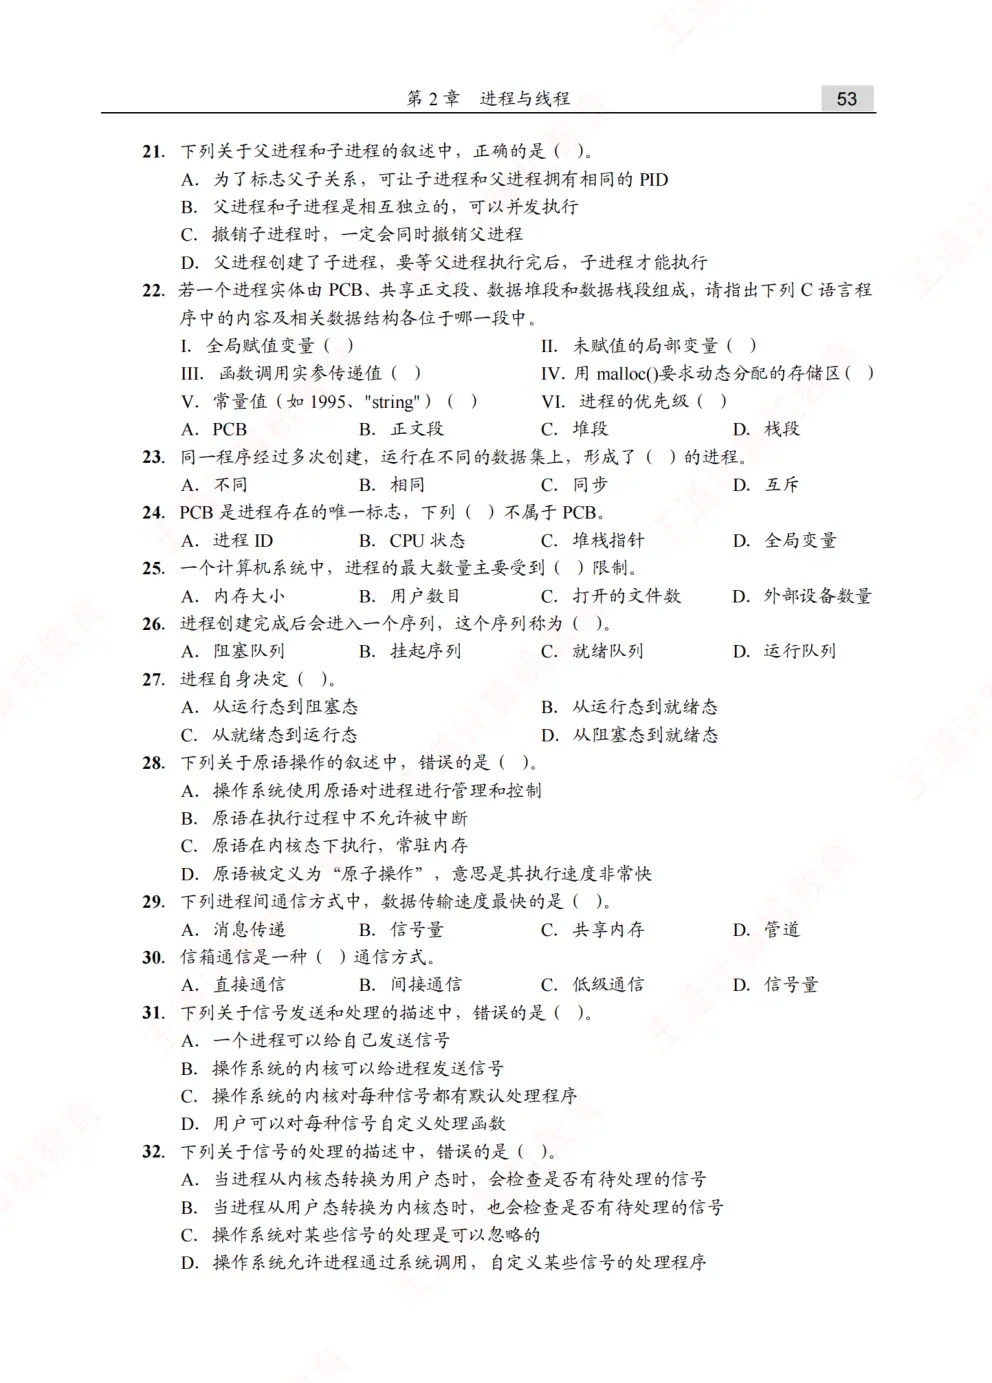 第 2 章 进程与线程 53
21. 下列关于父进程和子进程的叙述中，正确的是（ ）。
A. 为了标志父子关系，可让子进程和父进程拥有相同的 PID
B. 父进程和子进程是相互独立的，可以并发执行
C. 撤销子进程时，一定会同时撤销父进程
D. 父进程创建了子进程，要等父进程执行完后，子进程才能执行
22. 若一个进程实体由 PCB、共享正文段、数据堆段和数据栈段组成，请指出下列 C 语言程
序中的内容及相关数据结构各位于哪一段中。
I. 全局赋值变量（ ） II. 未赋值的局部变量（ ）
III. 函数调用实参传递值（ ） IV. 用 malloc()要求动态分配的存储区（ ）
V. 常量值（如 1995、"string"）（ ） VI. 进程的优先级（ ）
A. PCB B. 正文段 C. 堆段 D. 栈段
23. 同一程序经过多次创建，运行在不同的数据集上，形成了（ ）的进程。
A. 不同 B. 相同 C. 同步 D. 互斥
24. PCB 是进程存在的唯一标志，下列（ ）不属于 PCB。
A. 进程 ID B. CPU 状态 C. 堆栈指针 D. 全局变量
25. 一个计算机系统中，进程的最大数量主要受到（ ）限制。
A. 内存大小 B. 用户数目 C. 打开的文件数 D. 外部设备数量
26. 进程创建完成后会进入一个序列，这个序列称为（ ）。
A. 阻塞队列 B. 挂起序列 C. 就绪队列 D. 运行队列
27. 进程自身决定（ ）。
A. 从运行态到阻塞态 B. 从运行态到就绪态
C. 从就绪态到运行态 D. 从阻塞态到就绪态
28. 下列关于原语操作的叙述中，错误的是（ ）。
A. 操作系统使用原语对进程进行管理和控制
B. 原语在执行过程中不允许被中断
C. 原语在内核态下执行，常驻内存
D. 原语被定义为“原子操作”，意思是其执行速度非常快
29. 下列进程间通信方式中，数据传输速度最快的是（ ）。
A. 消息传递 B. 信号量 C. 共享内存 D. 管道
30. 信箱通信是一种（ ）通信方式。
A. 直接通信 B. 间接通信 C. 低级通信 D. 信号量
31. 下列关于信号发送和处理的描述中，错误的是（ ）。
A. 一个进程可以给自己发送信号
B. 操作系统的内核可以给进程发送信号
C. 操作系统的内核对每种信号都有默认处理程序
D. 用户可以对每种信号自定义处理函数
32. 下列关于信号的处理的描述中，错误的是（ ）。
A. 当进程从内核态转换为用户态时，会检查是否有待处理的信号
B. 当进程从用户态转换为内核态时，也会检查是否有待处理的信号
C. 操作系统对某些信号的处理是可以忽略的
D. 操作系统允许进程通过系统调用，自定义某些信号的处理程序